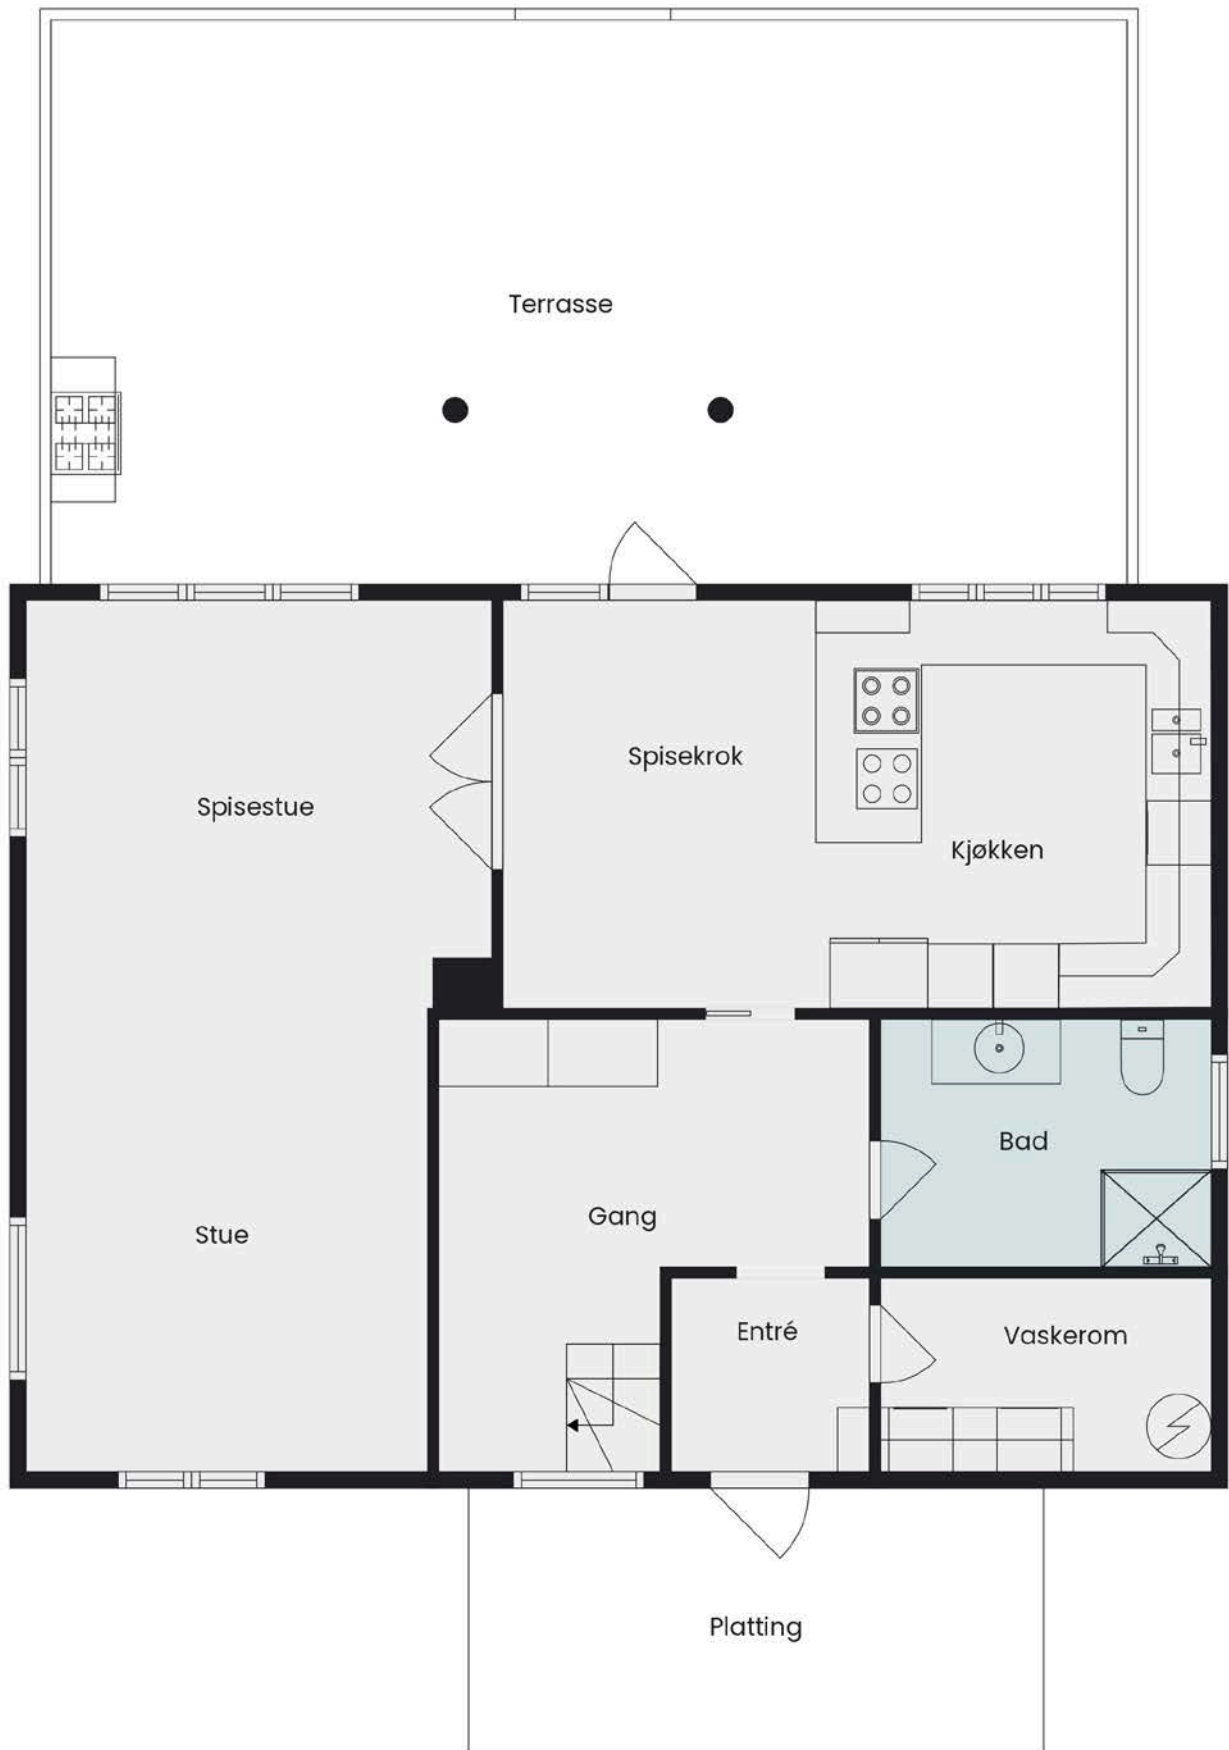 Terrasse
Spisekrok
Spisestue
Kjøkken
Bad
Gang
Stue
Entré
Vaskerom
Platting